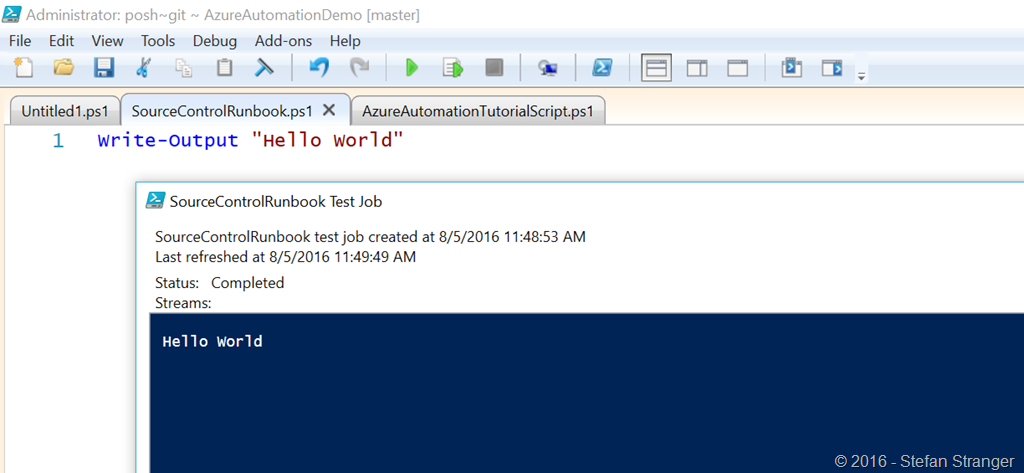 Administrator: posh~git ~ AzureAutomationDemo [master]
File Edit View Tools Debug Add-ons Help
Untitled1.ps1 SourceControlRunbook.ps1 AzureAutomationTutorialScript.ps1
1 Write-Output "Hello World"
SourceControlRunbook Test Job
SourceControlRunbook test job created at 8/5/2016 11:48:53 AM
Last refreshed at 8/5/2016 11:49:49 AM
Status: Completed
Streams:
Hello World
© 2016 - Stefan Stranger